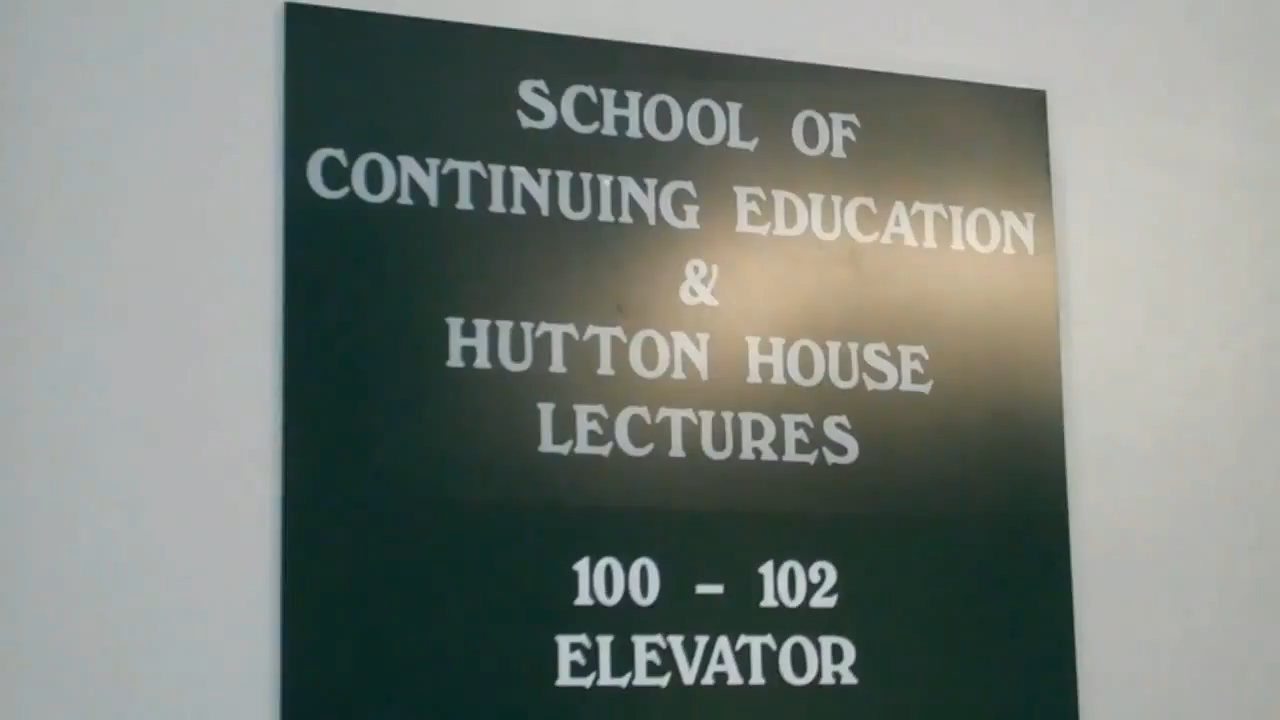 SCHOOL OF
CONTINUING EDUCATION
&
HUTTON HOUSE
LECTURES
100 – 102
ELEVATOR